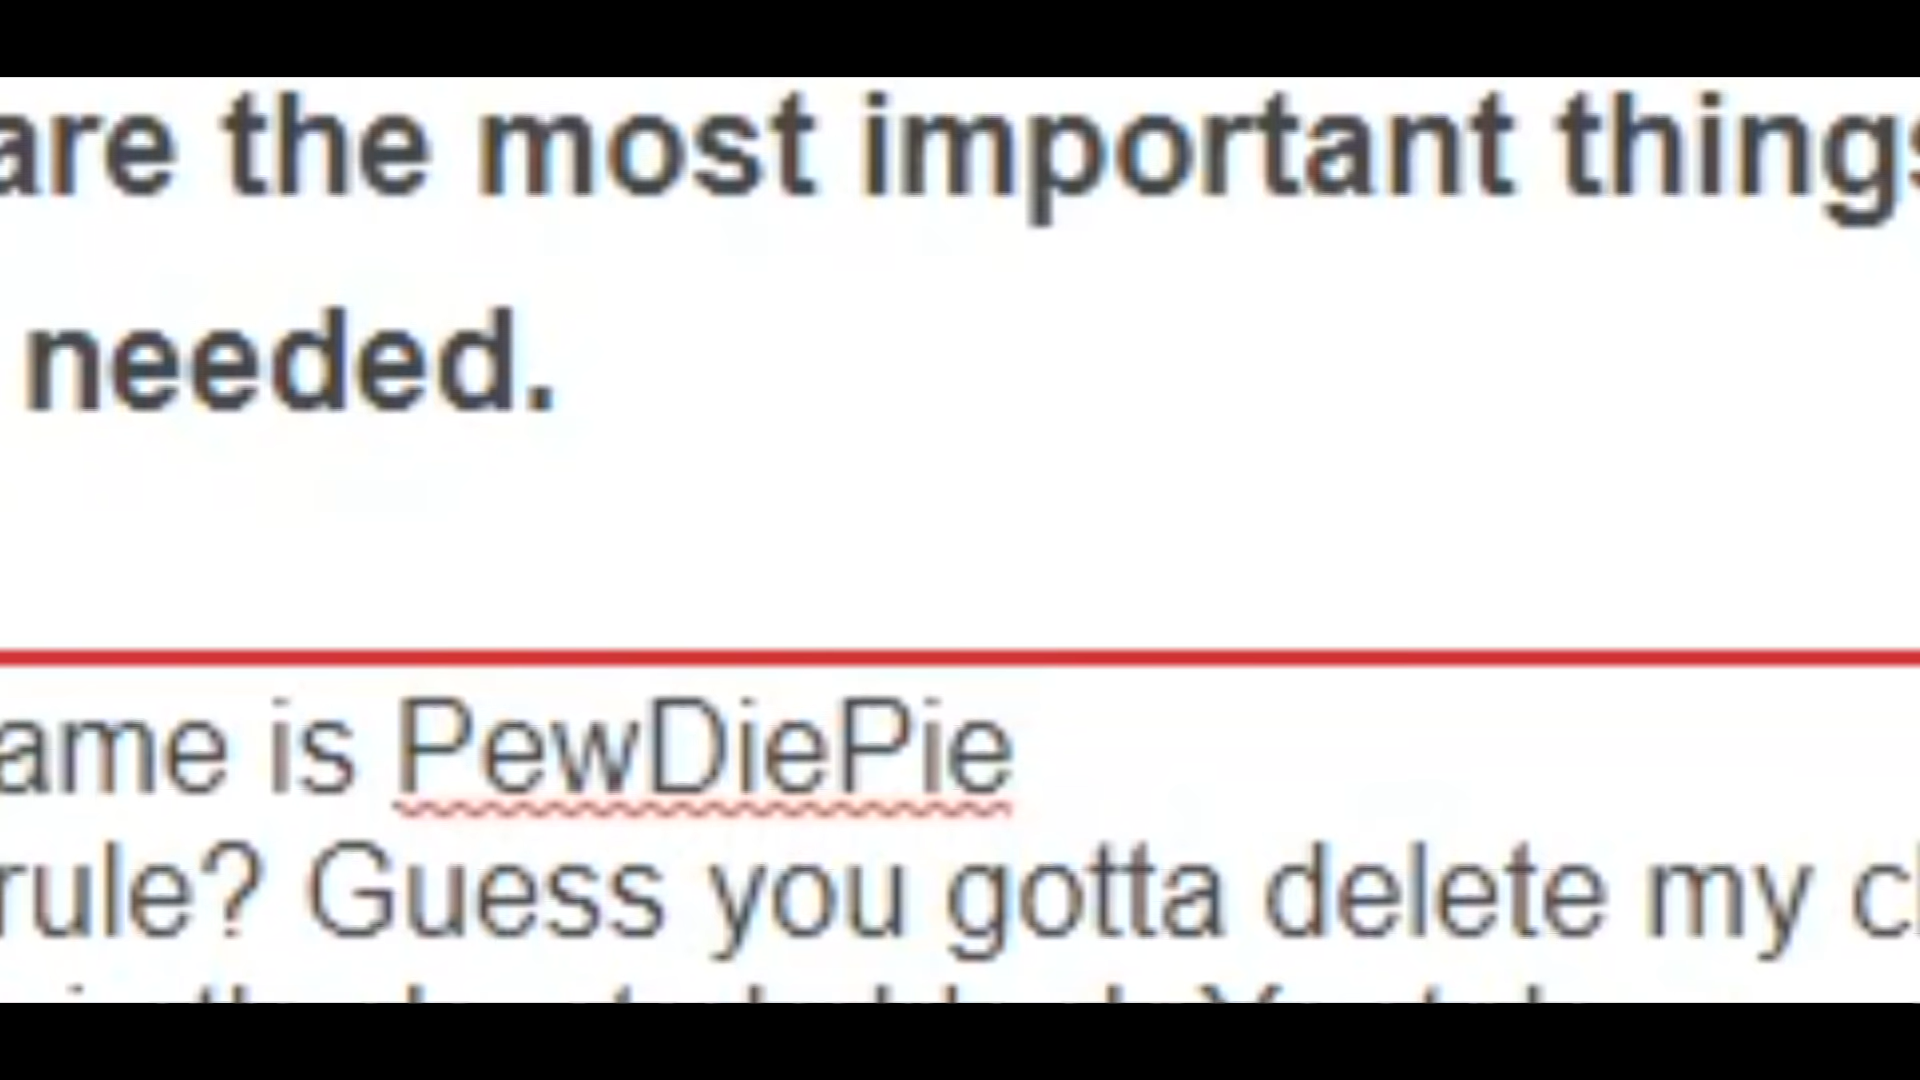 are the most important things
needed.
ame is PewDiePie
rule? Guess you gotta delete my